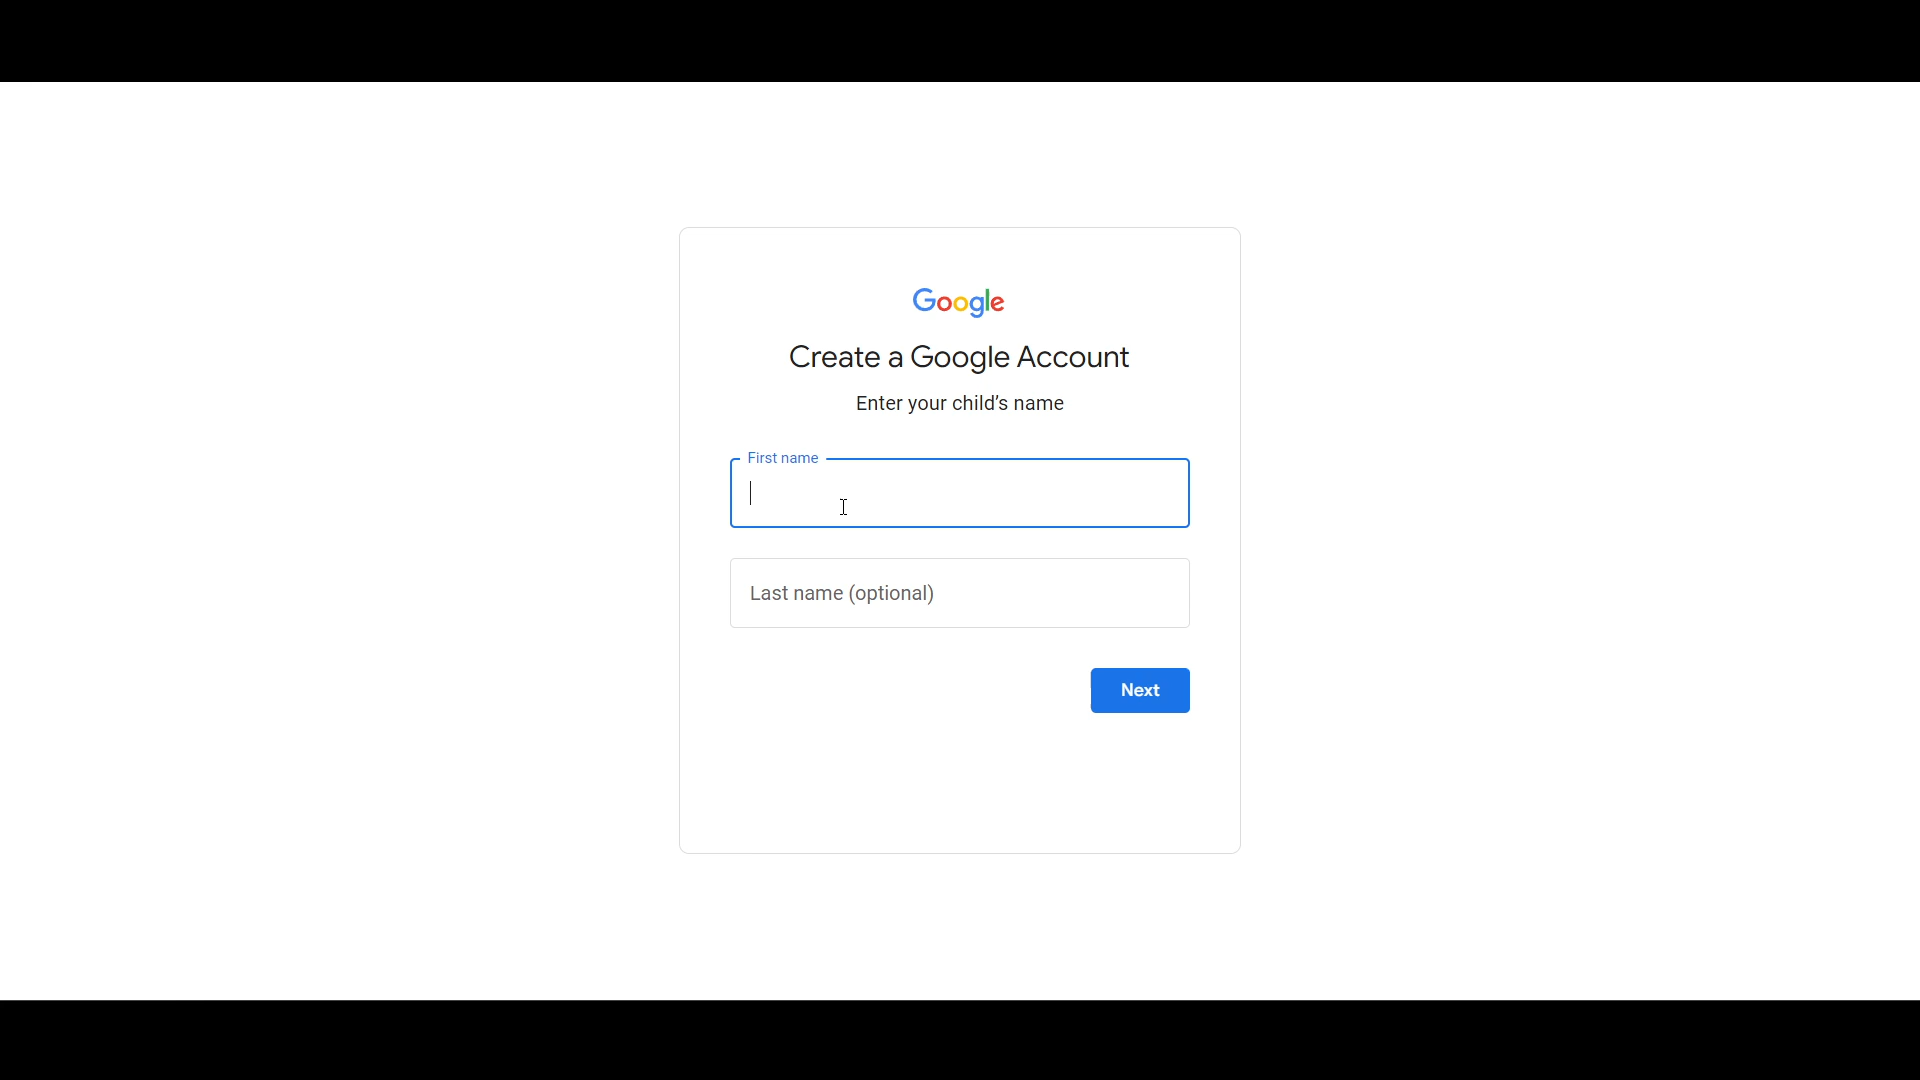 Google
Create a Google Account
Enter your child’s name
First name
Last name (optional)
Next